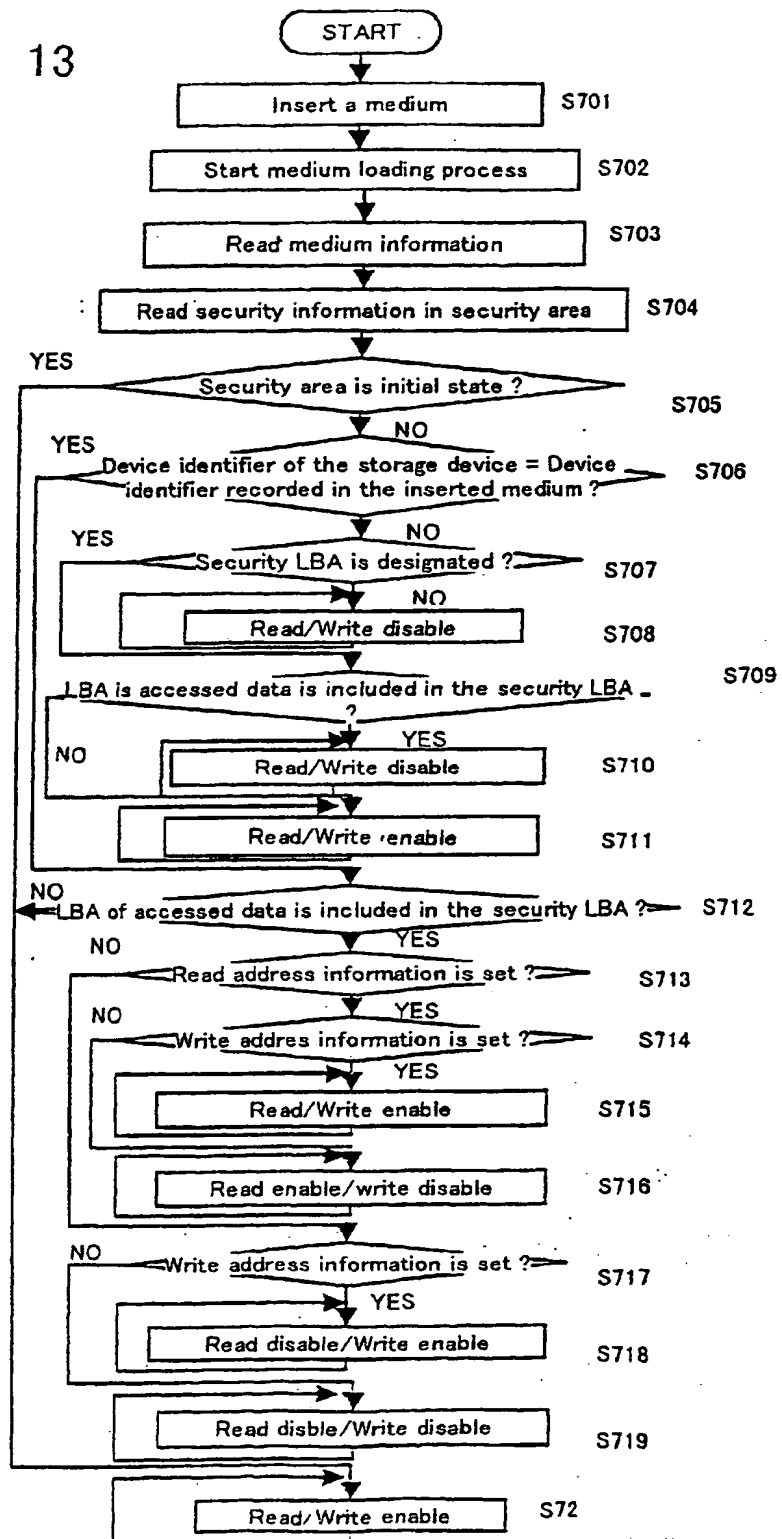 13
START
Insert a medium
S701
Start medium loading process
S702
Read medium information
S703
Read security information in security area
S704
YES
Security area is initial state ?
S705
NO
YES
Device identifier of the storage device = Device
identifier recorded in the inserted medium ?
S706
NO
YES
Security LBA is designated ?
S707
NO
Read/Write disable
S708
LBA is accessed data is included in the security LBA
?
S709
YES
NO
Read/Write disable
S710
Read/Write enable
S711
NO
LBA of accessed data is included in the security LBA ?
S712
YES
NO
Read address information is set ?
S713
YES
NO
Write addres information is set ?
S714
YES
Read/Write enable
S715
Read enable/write disable
S716
NO
Write address information is set ?
S717
YES
Read disable/Write enable
S718
Read disble/Write disable
S719
Read/Write enable
S72